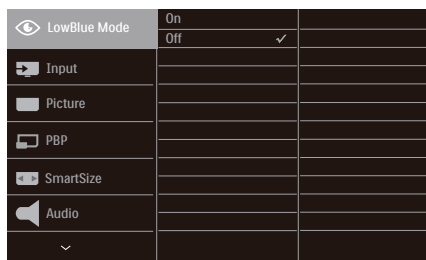 LowBlue Mode
On
Off
Input
Picture
PBP
SmartSize
Audio